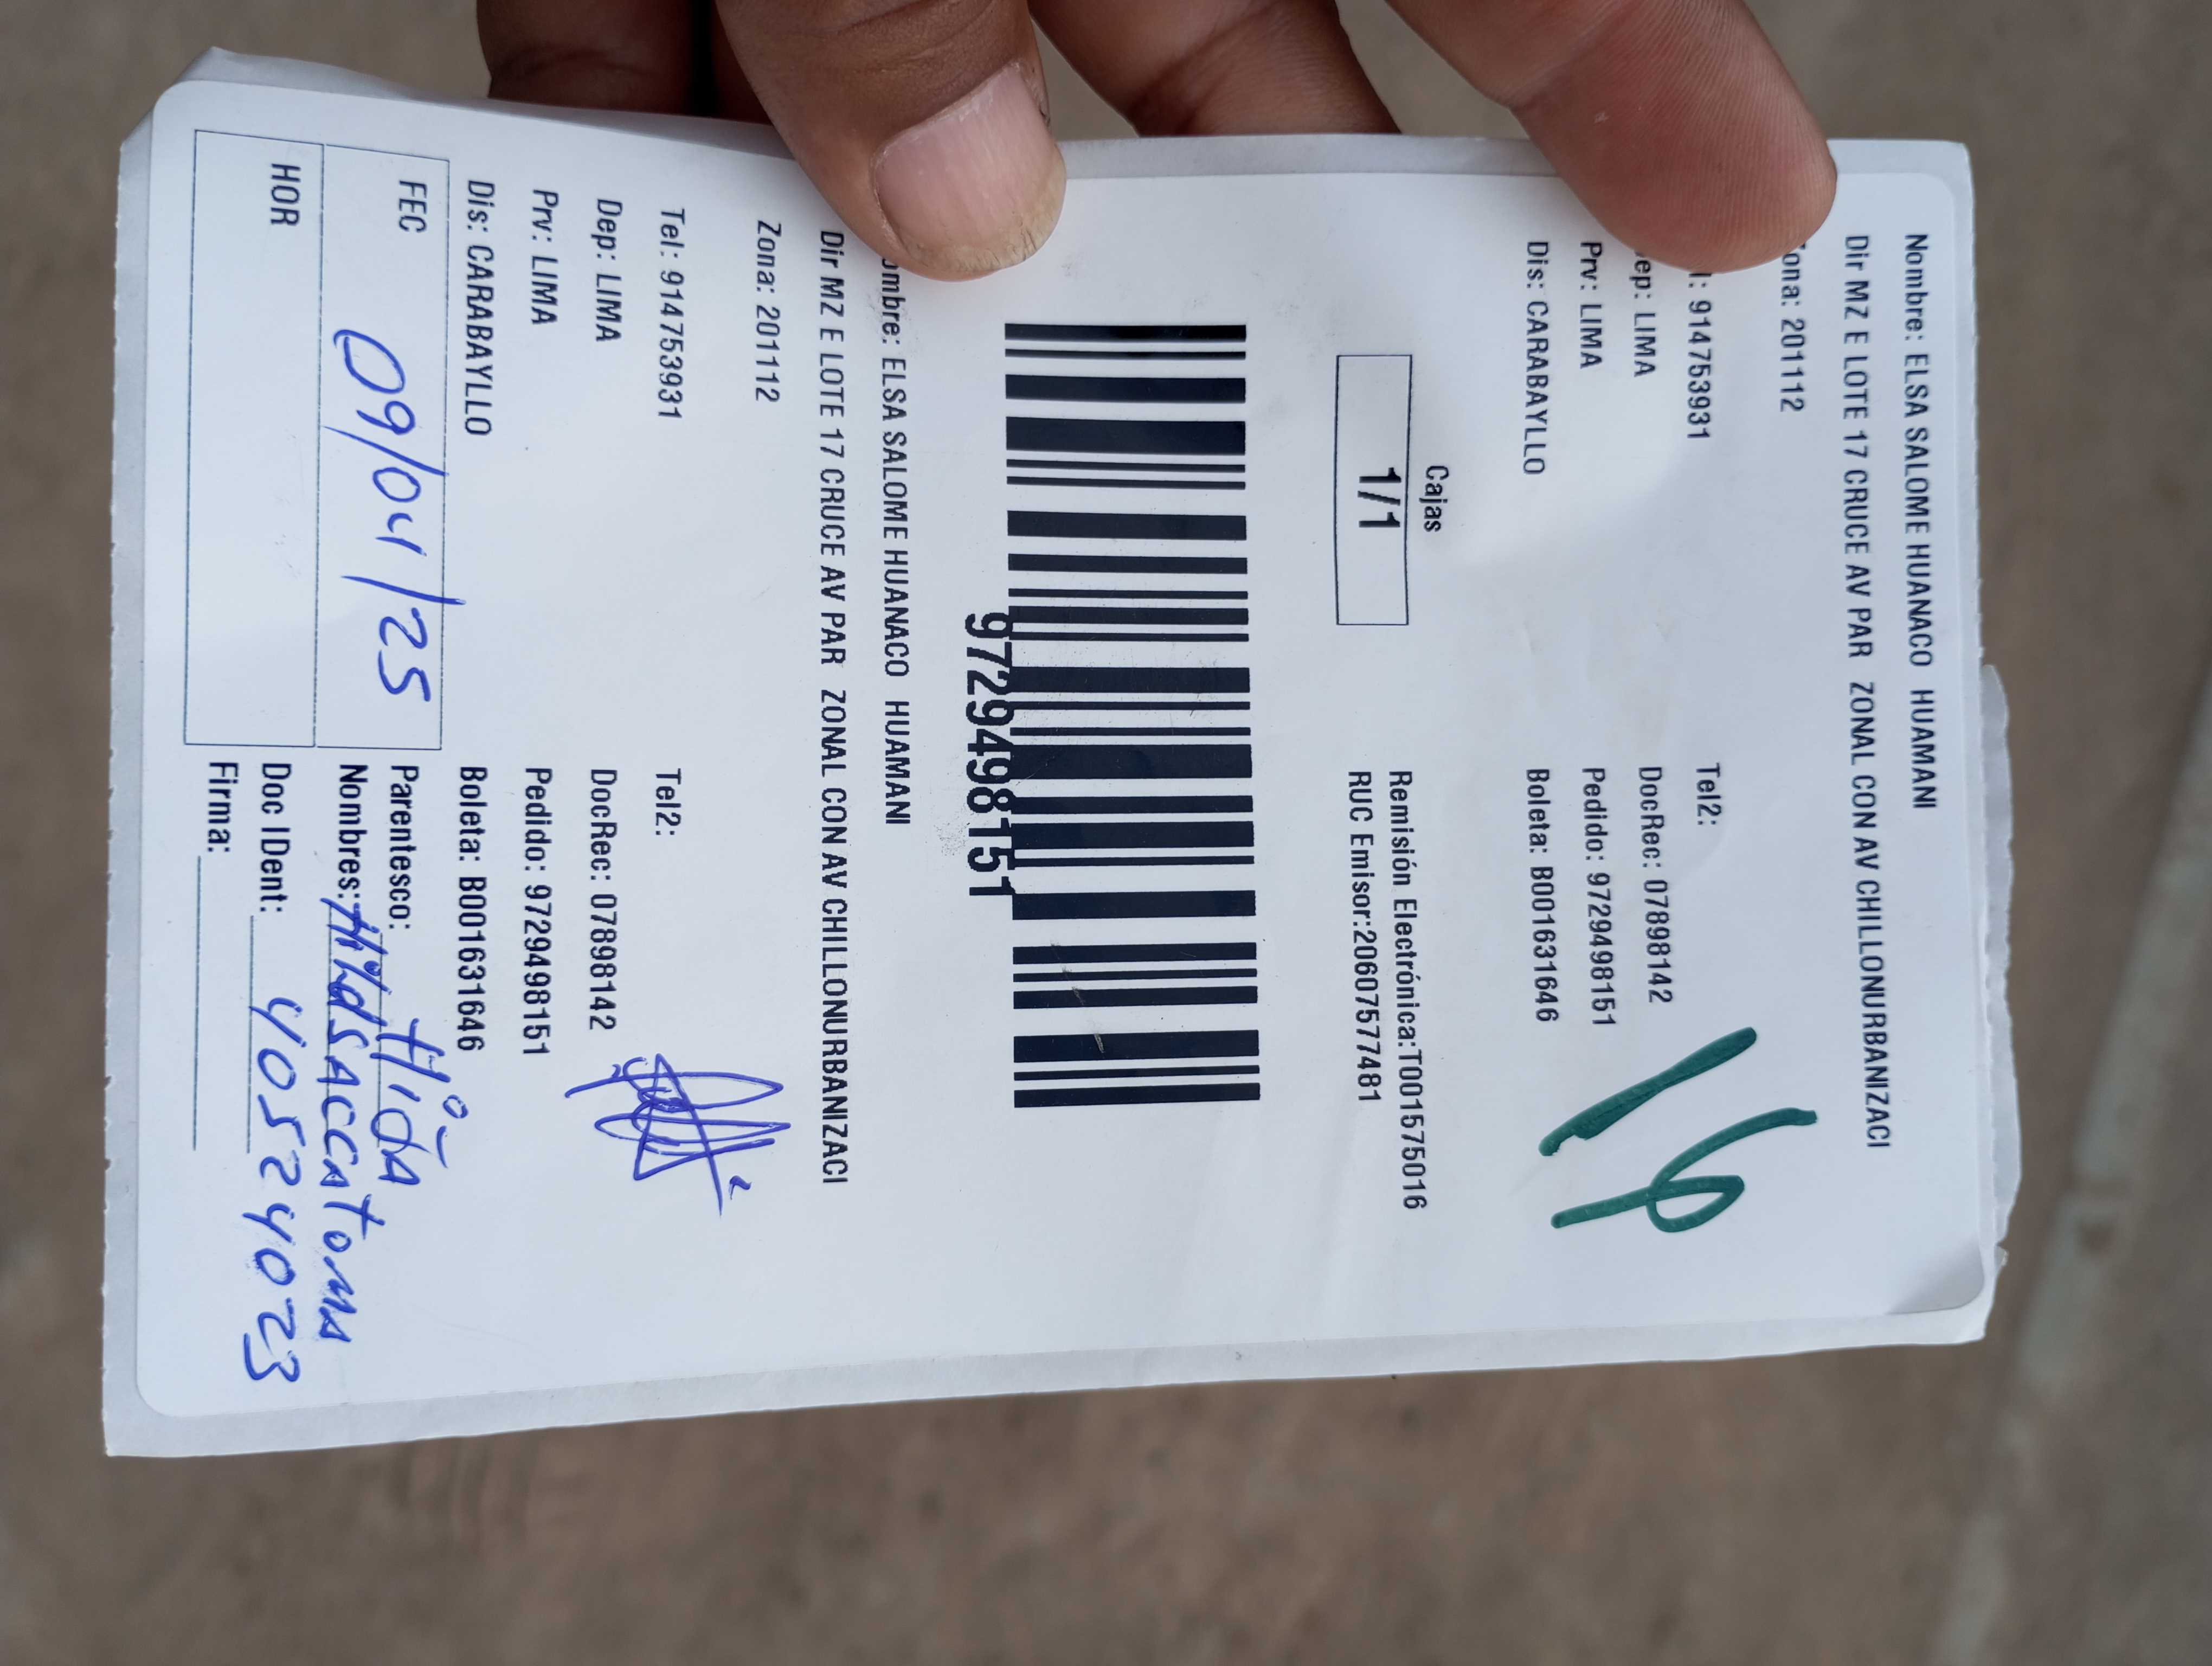 Nombre: ELSA SALOME HUANACO HUAMANI
Dir MZ E LOTE 17 CRUCE AV PAR ZONAL CON AV CHILLONURBANIZACI
ona: 201112
l: 914753931 Tel2:
ep: LIMA DocRec: 07898142
Prv: LIMA Pedido: 9729498151
Dis: CARABAYLLO Boleta: B001631646
16
Cajas
1/1
Remisión Electrónica:T001575016
RUC Emisor:20607577481
9729498151
ombre: ELSA SALOME HUANACO HUAMANI
Dir MZ E LOTE 17 CRUCE AV PAR ZONAL CON AV CHILLONURBANIZACI
Zona: 201112
Tel: 914753931 Tel2:
Dep: LIMA DocRec: 07898142
Prv: LIMA Pedido: 9729498151
Dis: CARABAYLLO Boleta: B001631646
FEC 09/04/25 Parentesco:
Nombres:
HOR Doc IDent: 40524023
Firma: